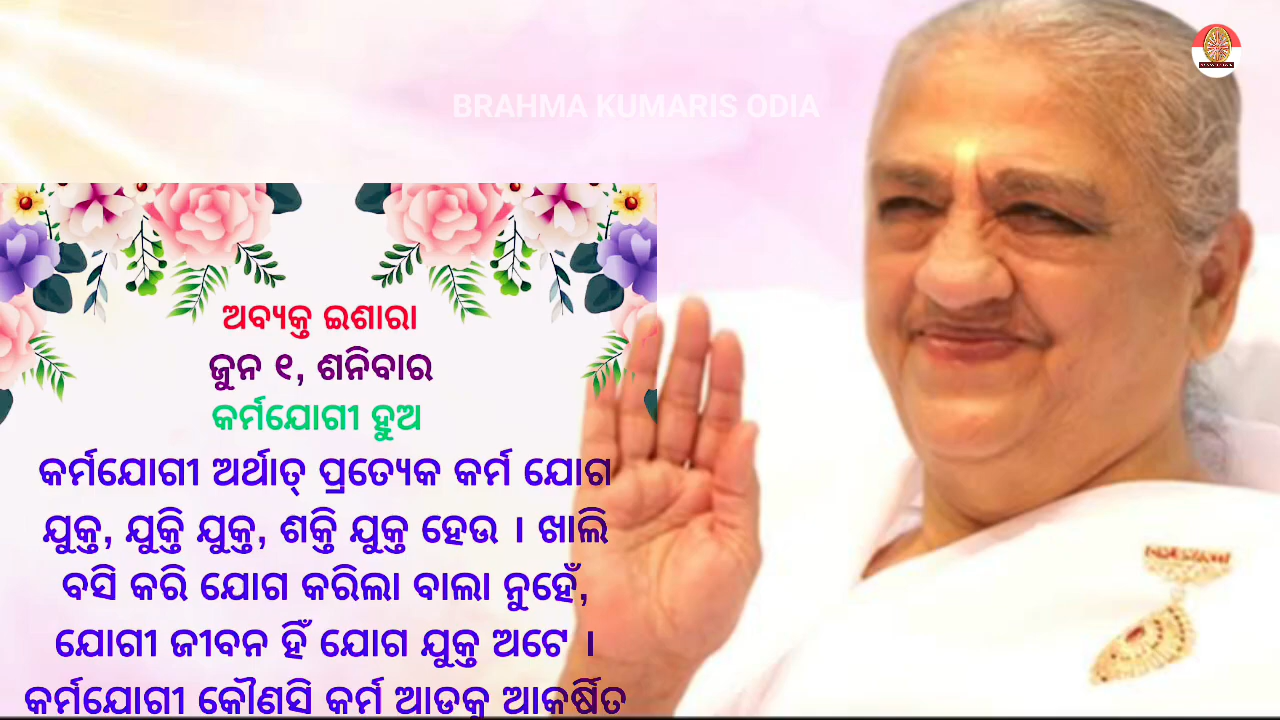 BRAHMA KUMARIS ODIA
ଅବ୍ୟକ୍ତ ଇଶାରା
ଜୁନ ୧, ଶନିବାର
କର୍ମଯୋଗୀ ହୁଅ
କର୍ମଯୋଗୀ ଅର୍ଥାତ୍ ପ୍ରତ୍ୟେକ କର୍ମ ଯୋଗ
ଯୁକ୍ତ, ଯୁକ୍ତି ଯୁକ୍ତ, ଶକ୍ତି ଯୁକ୍ତ ହେଉ । ଖାଲି
ବସି କରି ଯୋଗ କରିଲା ବାଲା ନୁହେଁ,
ଯୋଗୀ ଜୀବନ ହିଁ ଯୋଗ ଯୁକ୍ତ ଅଟେ ।
କର୍ମଯୋଗୀ କୌଣସି କର୍ମ ଆଡକୁ ଆକର୍ଷିତ